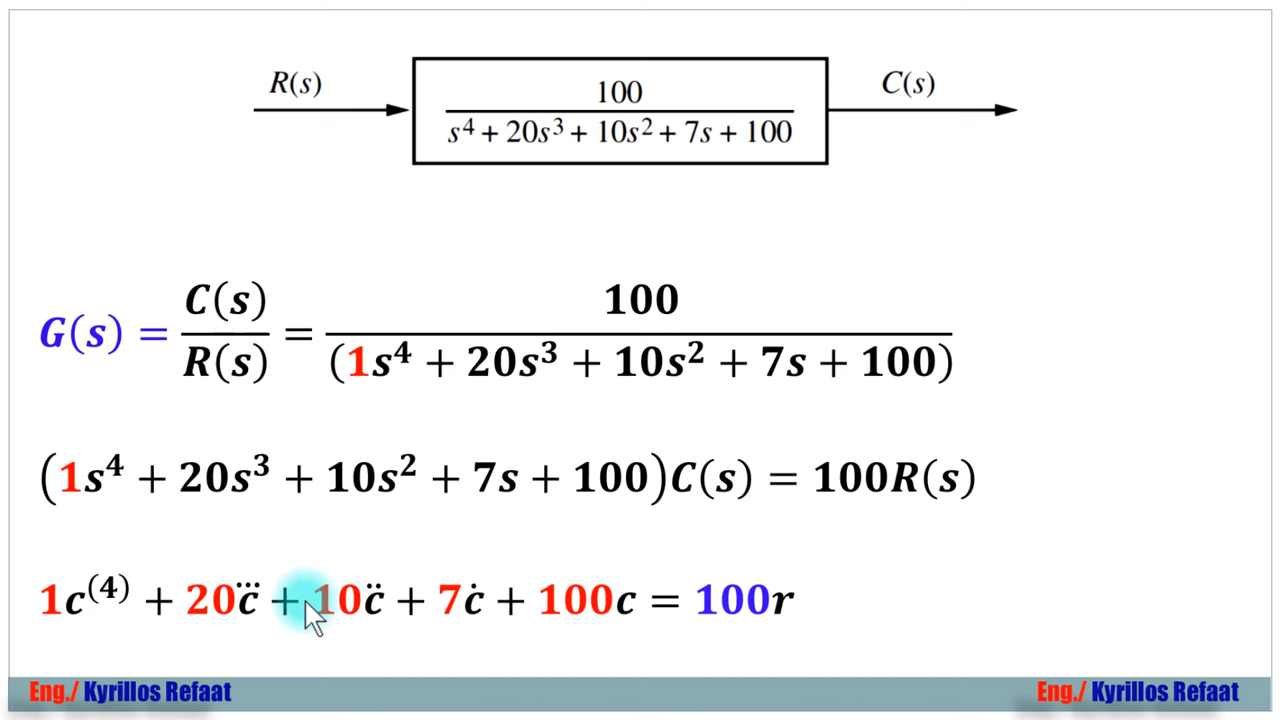 R(s) 100 C(s)
s⁴ + 20s³ + 10s² + 7s + 100
G(s) = C(s)/R(s) = 100/(1s⁴ + 20s³ + 10s² + 7s + 100)
(1s⁴ + 20s³ + 10s² + 7s + 100)C(s) = 100R(s)
1c⁽⁴⁾ + 20c⃛ + 10c̈ + 7ċ + 100c = 100r
Eng./ Kyrillos Refaat Eng./ Kyrillos Refaat